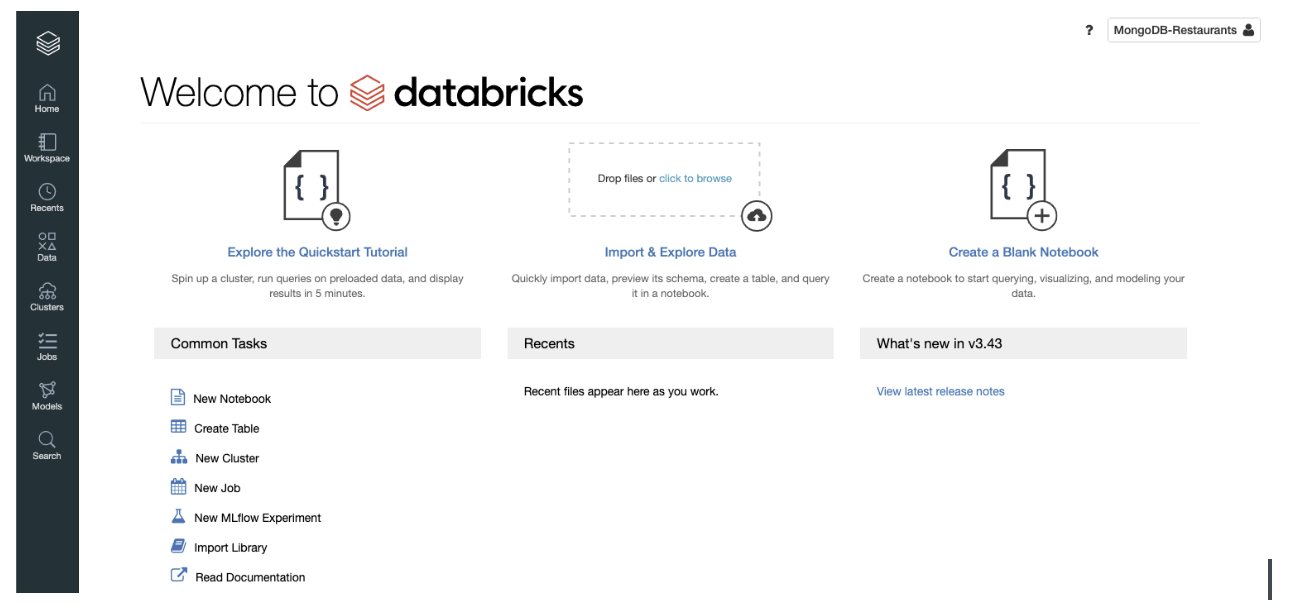 ? MongoDB-Restaurants
Home
Workspace
Recents
Data
Clusters
Jobs
Models
Search
Welcome to databricks
{ }
Explore the Quickstart Tutorial
Spin up a cluster, run queries on preloaded data, and display
results in 5 minutes.
Drop files or click to browse
Import & Explore Data
Quickly import data, preview its schema, create a table, and query
it in a notebook.
{ }
Create a Blank Notebook
Create a notebook to start querying, visualizing, and modeling your
data.
Common Tasks
New Notebook
Create Table
New Cluster
New Job
New MLflow Experiment
Import Library
Read Documentation
Recents
Recent files appear here as you work.
What's new in v3.43
View latest release notes